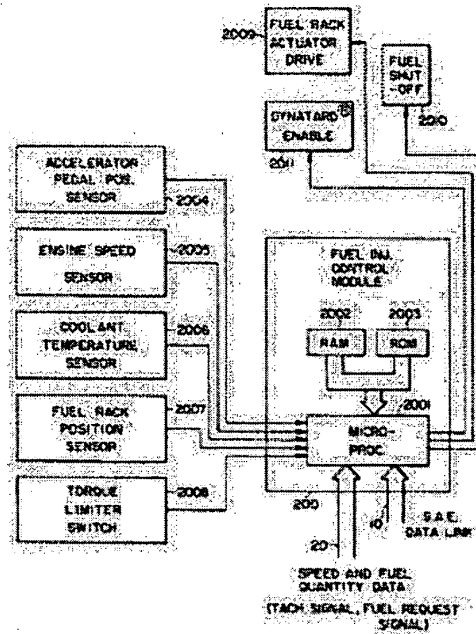 2009
FUEL RACK
ACTUATOR
DRIVE
FUEL
SHUT
-OFF
2010
DYNATARD®
ENABLE
2011
ACCELERATOR
PEDAL POS.
SENSOR
2004
ENGINE SPEED
SENSOR
2005
COOLANT
TEMPERATURE
SENSOR
2006
FUEL RACK
POSITION
SENSOR
2007
TORQUE
LIMITER
SWITCH
2008
FUEL INJ.
CONTROL
MODULE
2002
RAM
2003
ROM
2001
MICRO-
PROC.
200
20
10
S.A.E.
DATA LINK
SPEED AND FUEL
QUANTITY DATA
(TACH SIGNAL, FUEL REQUEST
SIGNAL)